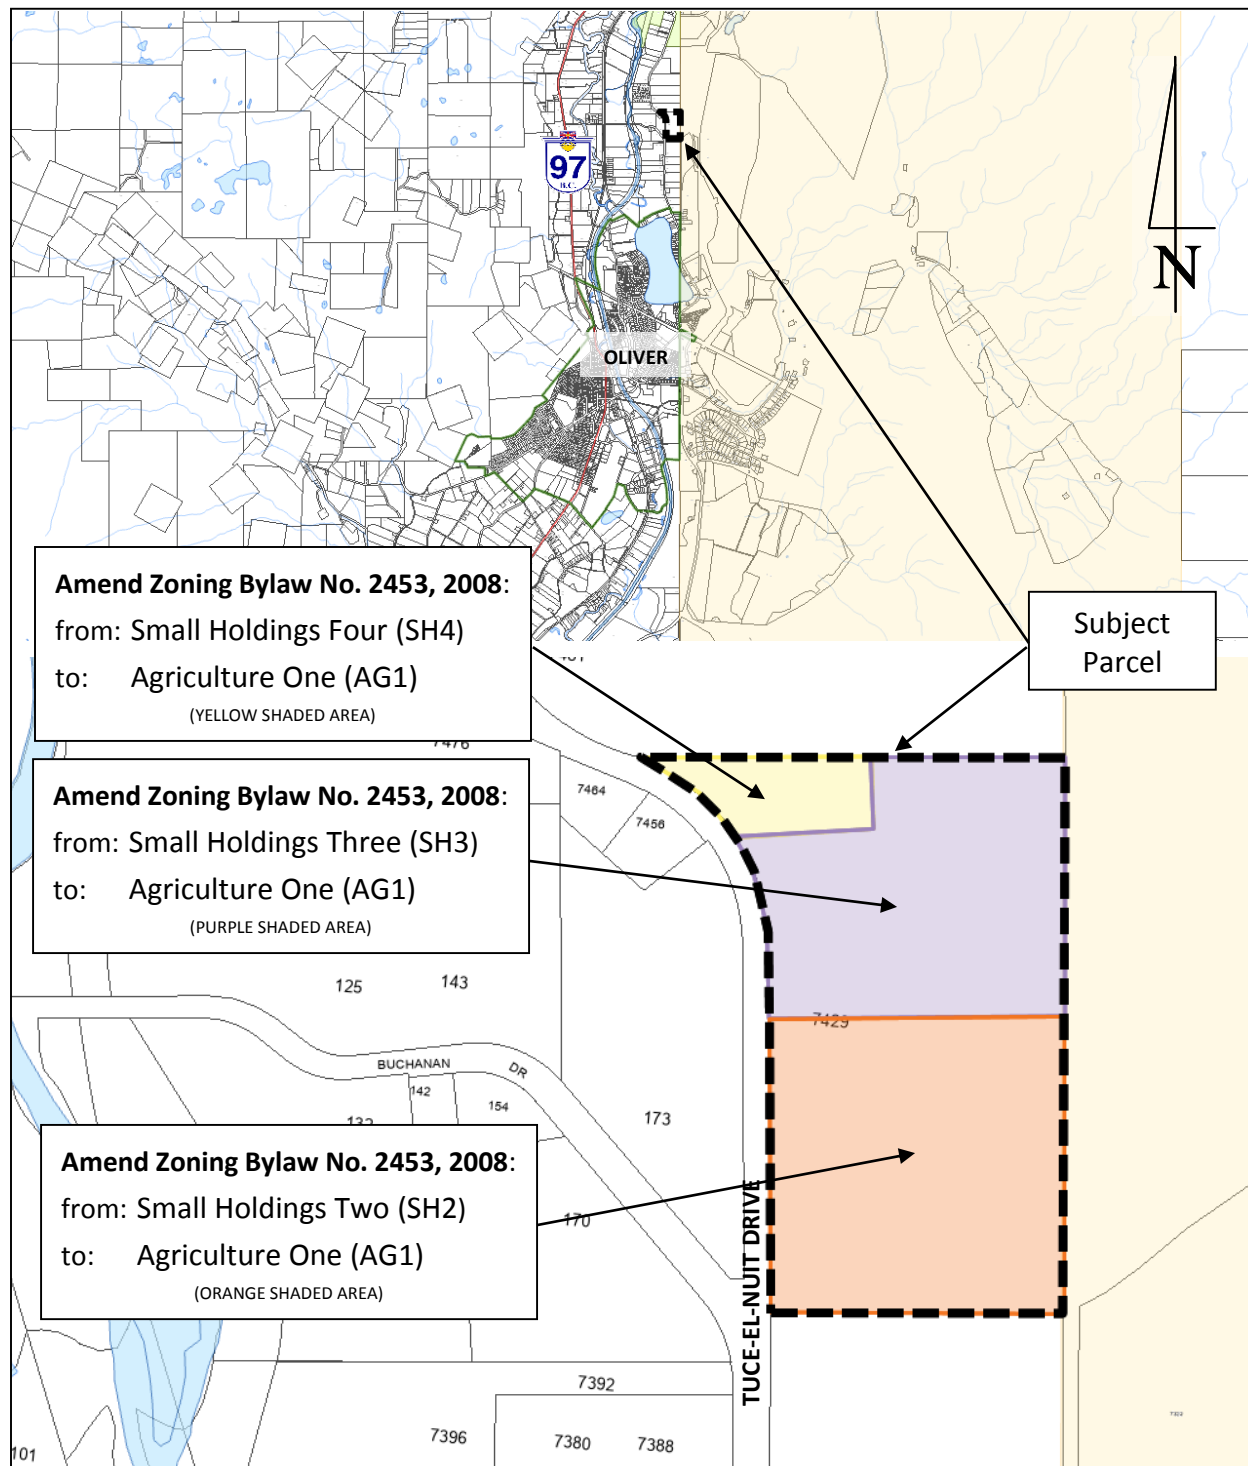 97
B.C.
N
OLIVER
Amend Zoning Bylaw No. 2453, 2008:
from: Small Holdings Four (SH4)
to: Agriculture One (AG1)
(YELLOW SHADED AREA)
Subject
Parcel
7476
7464
7456
Amend Zoning Bylaw No. 2453, 2008:
from: Small Holdings Three (SH3)
to: Agriculture One (AG1)
(PURPLE SHADED AREA)
125
143
7429
BUCHANAN DR
142
154
132
173
Amend Zoning Bylaw No. 2453, 2008:
from: Small Holdings Two (SH2)
to: Agriculture One (AG1)
(ORANGE SHADED AREA)
170
TUCE-EL-NUIT DRIVE
7392
7396
7380
7388
101